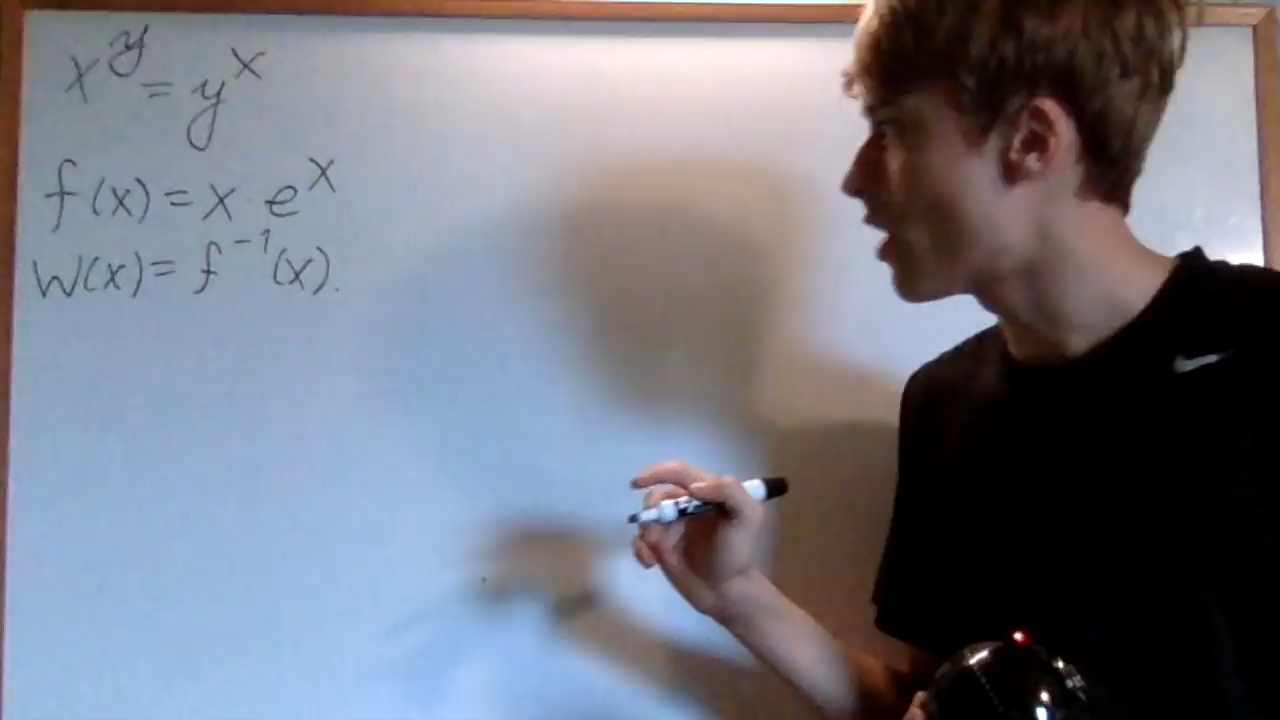 x^y = y^x
f(x) = x · e^x
W(x) = f^-1(x).